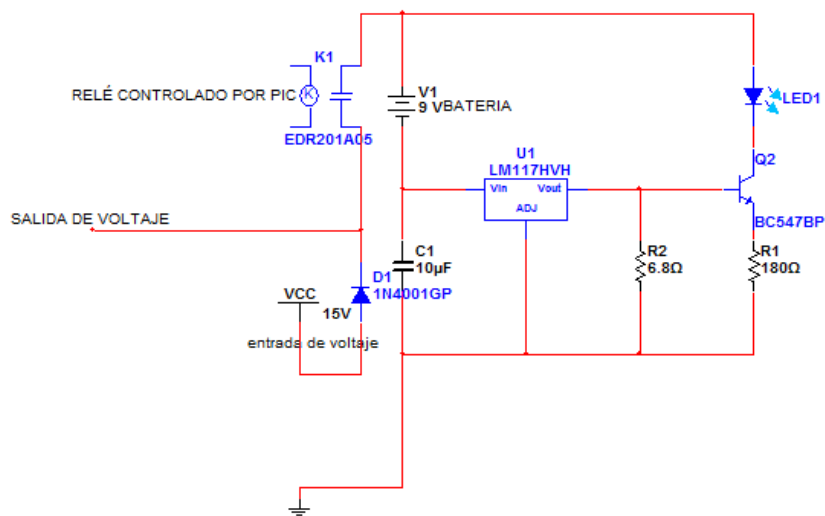 K1
RELÉ CONTROLADO POR PIC
K
EDR201A05
V1
9 V
BATERIA
LED1
U1
LM117HVH
Vin
Vout
ADJ
Q2
BC547BP
SALIDA DE VOLTAJE
C1
10µF
R2
6.8Ω
R1
180Ω
D1
1N4001GP
VCC
15V
entrada de voltaje